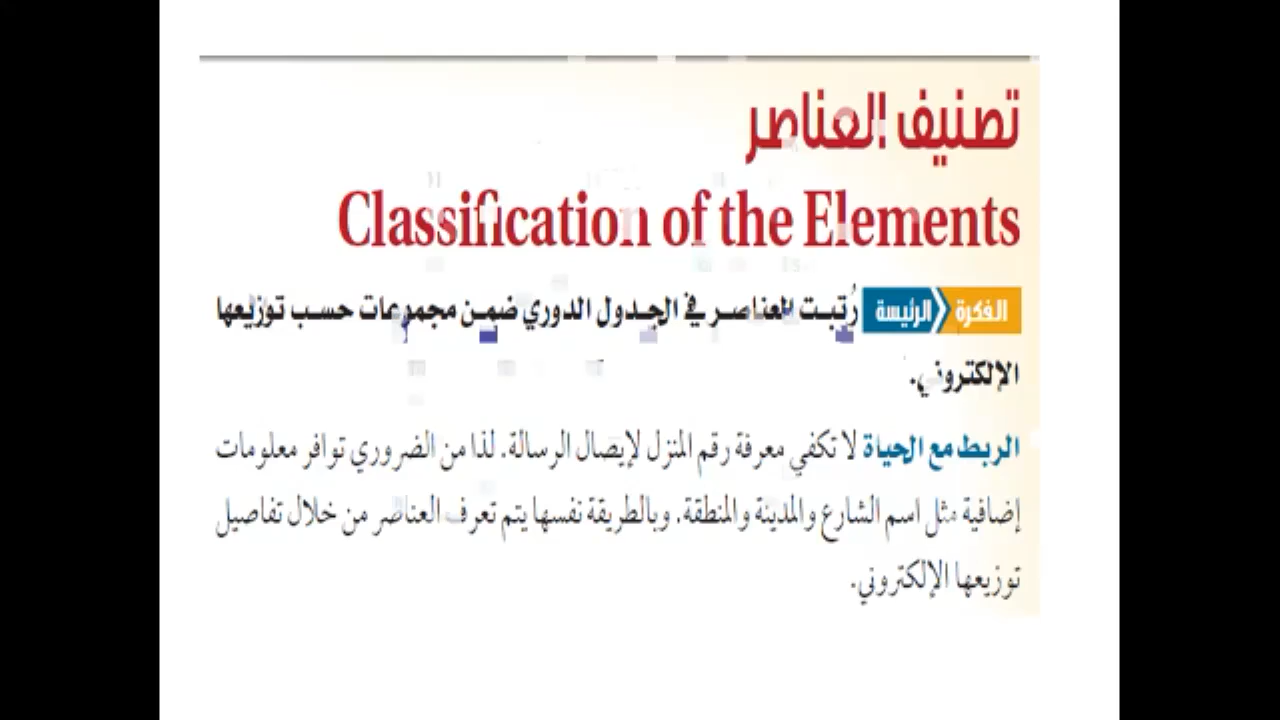 تصنيف العناصر
Classification of the Elements
الفكرة الرئيسة رُتبت العناصر في الجدول الدوري ضمن مجموعات حسب توزيعها
الإلكتروني.
الربط مع الحياة لا تكفي معرفة رقم المنزل لإيصال الرسالة. لذا من الضروري توافر معلومات
إضافية مثل اسم الشارع والمدينة والمنطقة. وبالطريقة نفسها يتم تعرف العناصر من خلال تفاصيل
توزيعها الإلكتروني.